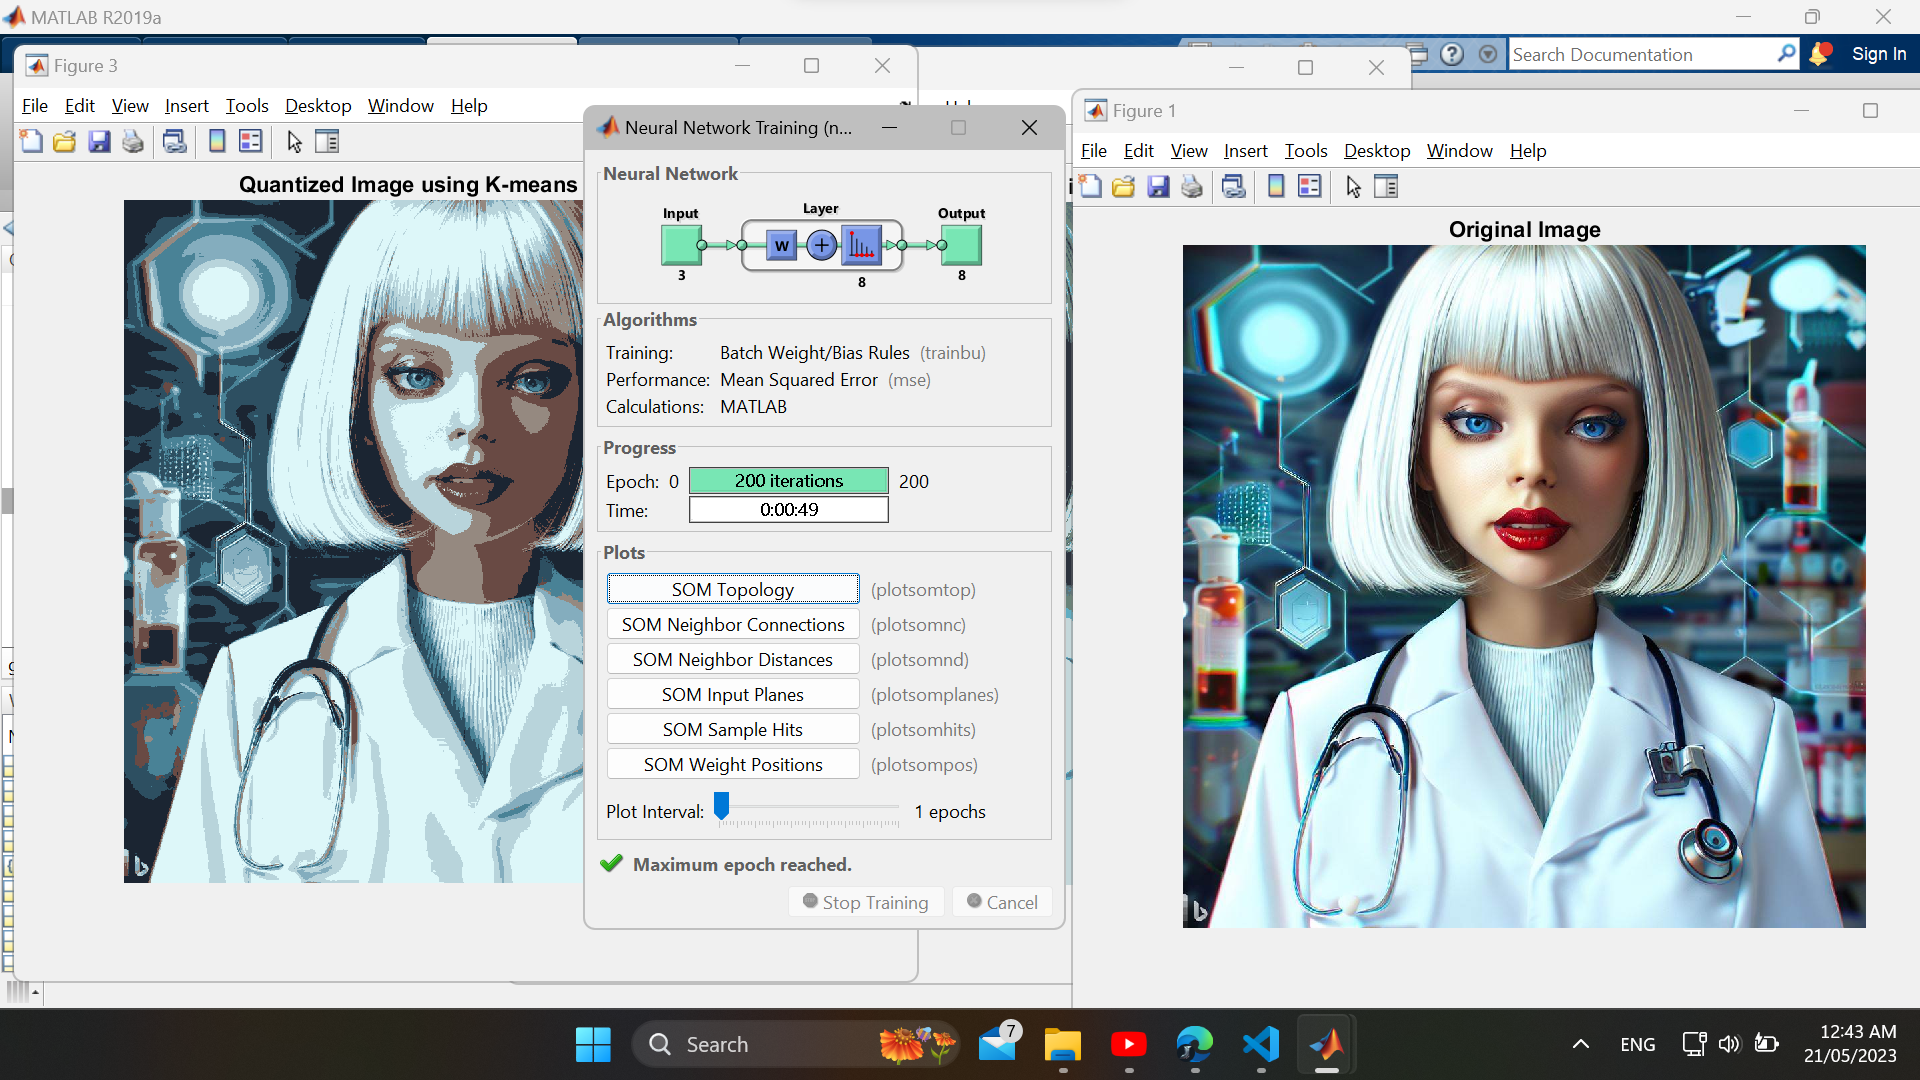 MATLAB R2019a
Search Documentation
Sign In
Figure 3
File Edit View Insert Tools Desktop Window Help
Quantized Image using K-means
Neural Network Training (n...
Neural Network
Input
Layer
Output
W
3
8
8
Algorithms
Training: Batch Weight/Bias Rules (trainbu)
Performance: Mean Squared Error (mse)
Calculations: MATLAB
Progress
Epoch: 0 200 iterations 200
Time: 0:00:49
Plots
SOM Topology (plotsomtop)
SOM Neighbor Connections (plotsomnc)
SOM Neighbor Distances (plotsomnd)
SOM Input Planes (plotsomplanes)
SOM Sample Hits (plotsomhits)
SOM Weight Positions (plotsompos)
Plot Interval: 1 epochs
Maximum epoch reached.
Stop Training Cancel
Figure 1
File Edit View Insert Tools Desktop Window Help
Original Image
Search
7
ENG
12:43 AM
21/05/2023